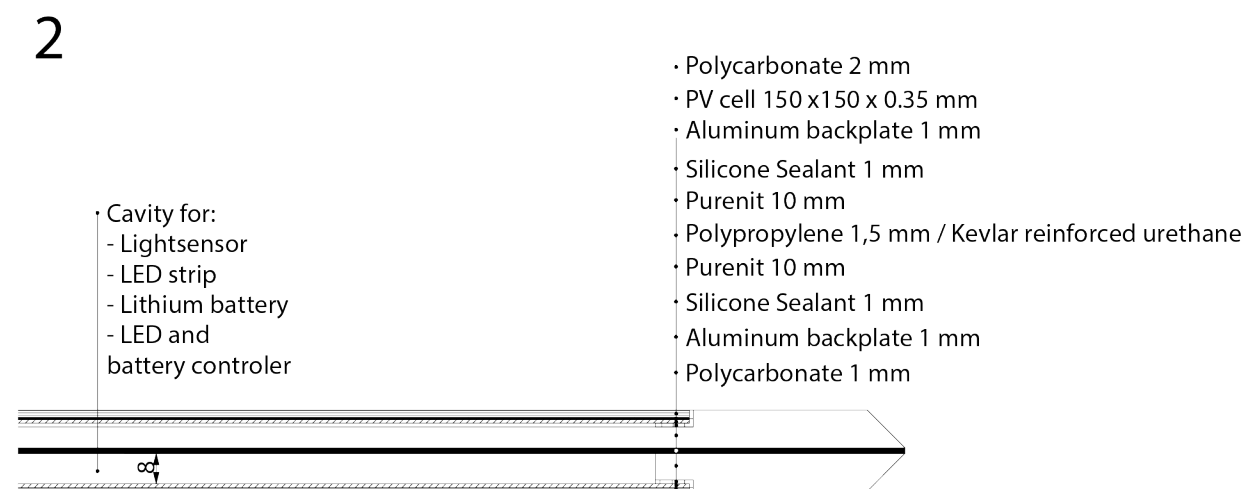 2
Polycarbonate 2 mm
PV cell 150 x150 x 0.35 mm
Aluminum backplate 1 mm
Silicone Sealant 1 mm
Purenit 10 mm
Polypropylene 1,5 mm / Kevlar reinforced urethane
Purenit 10 mm
Silicone Sealant 1 mm
Aluminum backplate 1 mm
Polycarbonate 1 mm
Cavity for:
- Lightsensor
- LED strip
- Lithium battery
- LED and
battery controler
8